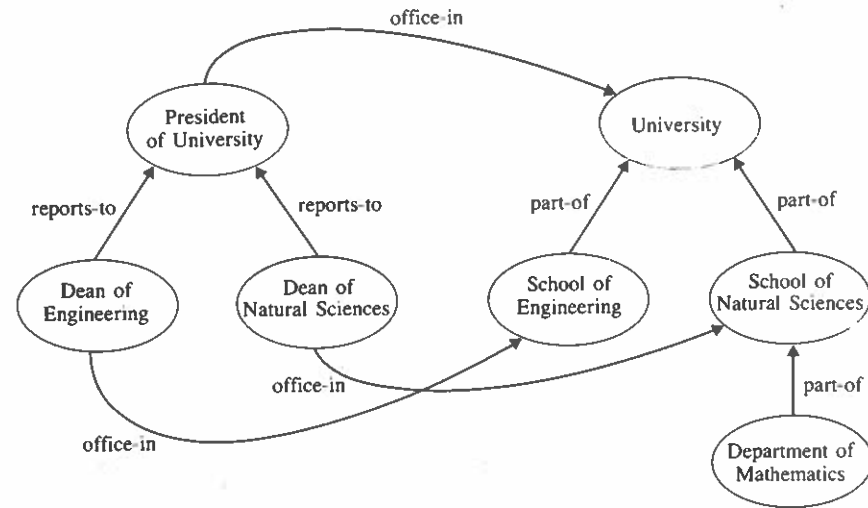 office-in
President
of University
University
reports-to
reports-to
part-of
part-of
Dean of
Engineering
Dean of
Natural Sciences
School of
Engineering
School of
Natural Sciences
office-in
part-of
office-in
Department of
Mathematics